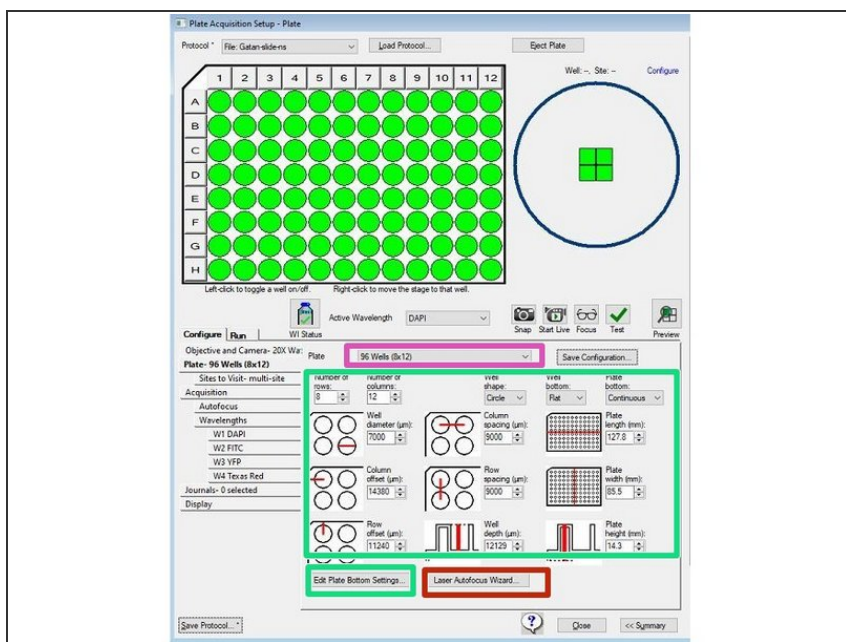 Plate Acquisition Setup - Plate
Protocol * File: Gatan-slide-ns Load Protocol... Eject Plate
Well: --, Site: -- Configure
1 2 3 4 5 6 7 8 9 10 11 12
A
B
C
D
E
F
G
H
Left-click to toggle a well on/off. Right-click to move the stage to that well.
WI Status Active Wavelength DAPI Snap Start Live Focus Test Preview
Configure Run
Objective and Camera- 20X Wa:
Plate- 96 Wells (8x12)
Sites to Visit- multi-site
Acquisition
Autofocus
Wavelengths
W1 DAPI
W2 FITC
W3 YFP
W4 Texas Red
Journals- 0 selected
Display
Plate 96 Wells (8x12) Save Configuration...
Number of rows: 8
Number of columns: 12
Well shape: Circle
Well bottom: Flat
Plate bottom: Continuous
Well diameter (µm): 7000
Column spacing (µm): 9000
Plate length (mm): 127.8
Column offset (µm): 14380
Row spacing (µm): 9000
Plate width (mm): 85.5
Row offset (µm): 11240
Well depth (µm): 12129
Plate height (mm): 14.3
Edit Plate Bottom Settings... Laser Autofocus Wizard...
Save Protocol... * ? Close << Summary